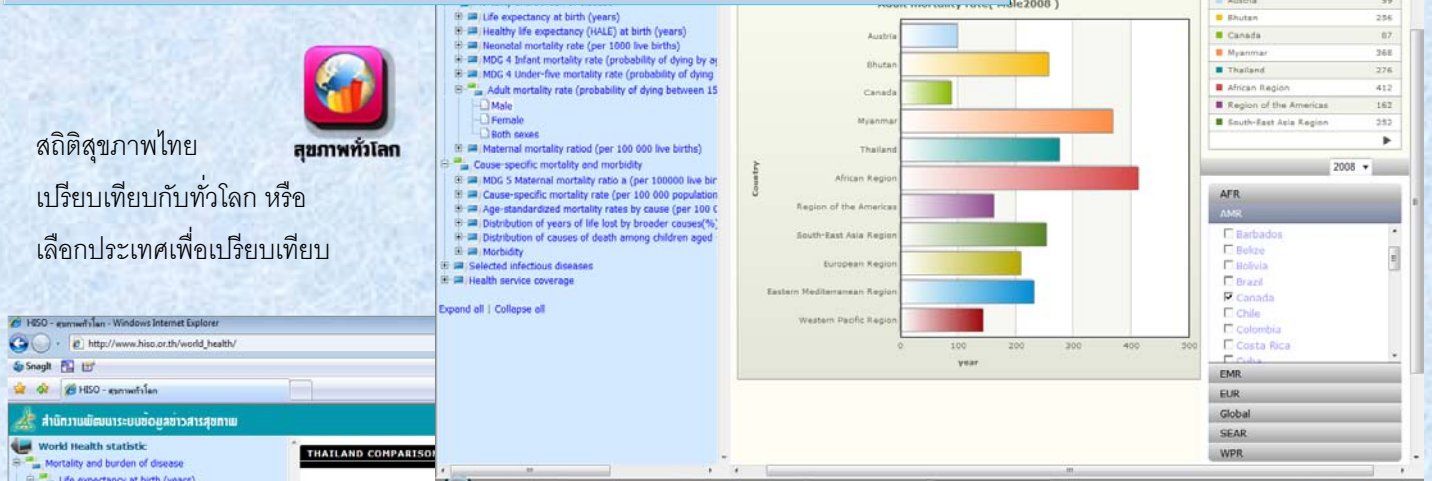 สุขภาพทั่วโลก
สถิติสุขภาพไทย
เปรียบเทียบกับทั่วโลก หรือ
เลือกประเทศเพื่อเปรียบเทียบ
HISO - สุขภาพทั่วโลก - Windows Internet Explorer
http://www.hiso.or.th/world_health/
SnagIt
HISO - สุขภาพทั่วโลก
สำนักงานพัฒนาระบบข้อมูลข่าวสารสุขภาพ
World Health statistic
Mortality and burden of disease
Life expectancy at birth (years)
THAILAND COMPARISO
Life expectancy at birth (years)
Healthy life expectancy (HALE) at birth (years)
Neonatal mortality rate (per 1000 live births)
MDG 4 Infant mortality rate (probability of dying by ag
MDG 4 Under-five mortality rate (probability of dying
Adult mortality rate (probability of dying between 15
Male
Female
Both sexes
Maternal mortality ratiod (per 100 000 live births)
Cause-specific mortality and morbidity
MDG 5 Maternal mortality ratio a (per 100000 live bir
Cause-specific mortality rate (per 100 000 population
Age-standardized mortality rates by cause (per 100 0
Distribution of years of life lost by broader causes(%)
Distribution of causes of death among children aged
Morbidity
Selected infectious diseases
Health service coverage
Expand all | Collapse all
Adult mortality rate( Male2008 )
Country
Austria
Bhutan
Canada
Myanmar
Thailand
African Region
Region of the Americas
South-East Asia Region
European Region
Eastern Mediterranean Region
Western Pacific Region
0 100 200 300 400 500
year
Austria 99
Bhutan 256
Canada 87
Myanmar 368
Thailand 276
African Region 412
Region of the Americas 162
South-East Asia Region 252
2008
AFR
AMR
Barbados
Belize
Bolivia
Brazil
Canada
Chile
Colombia
Costa Rica
Cuba
EMR
EUR
Global
SEAR
WPR